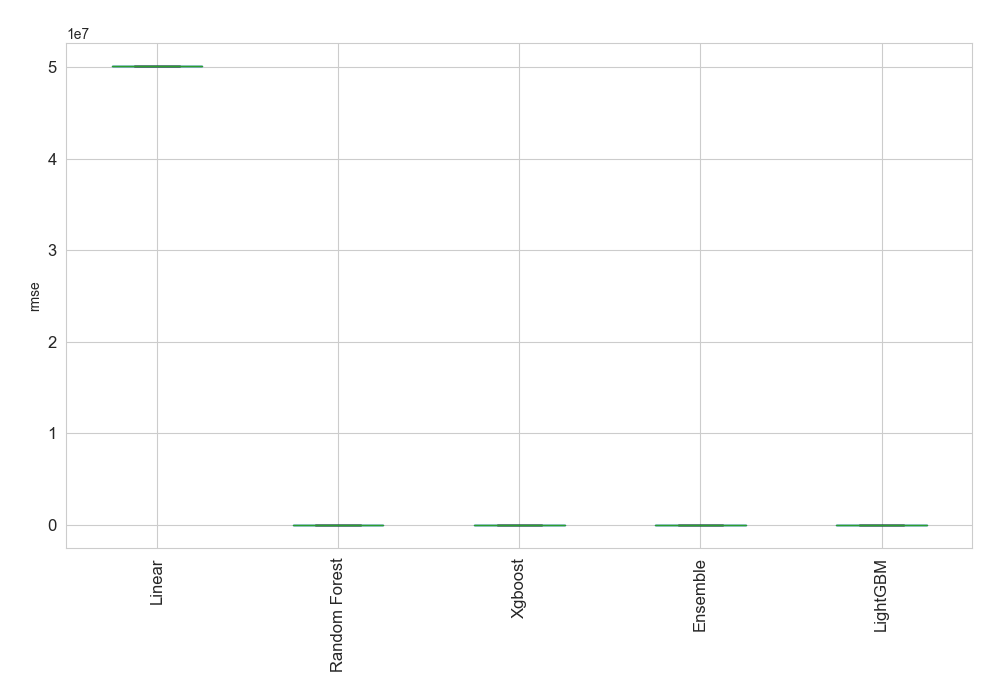 1e7
5
4
3
2
1
0
rmse
Linear
Random Forest
Xgboost
Ensemble
LightGBM